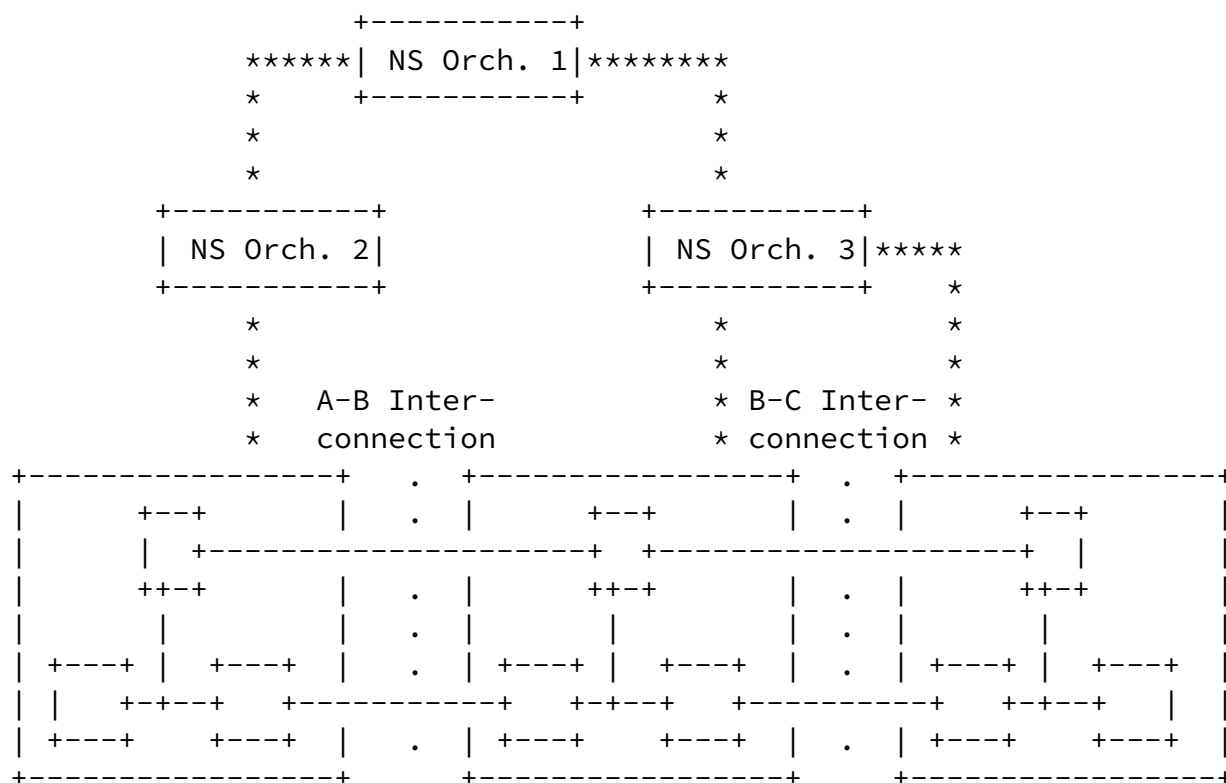 NS Orch. 1
NS Orch. 2 NS Orch. 3
A-B Inter- B-C Inter-
connection connection